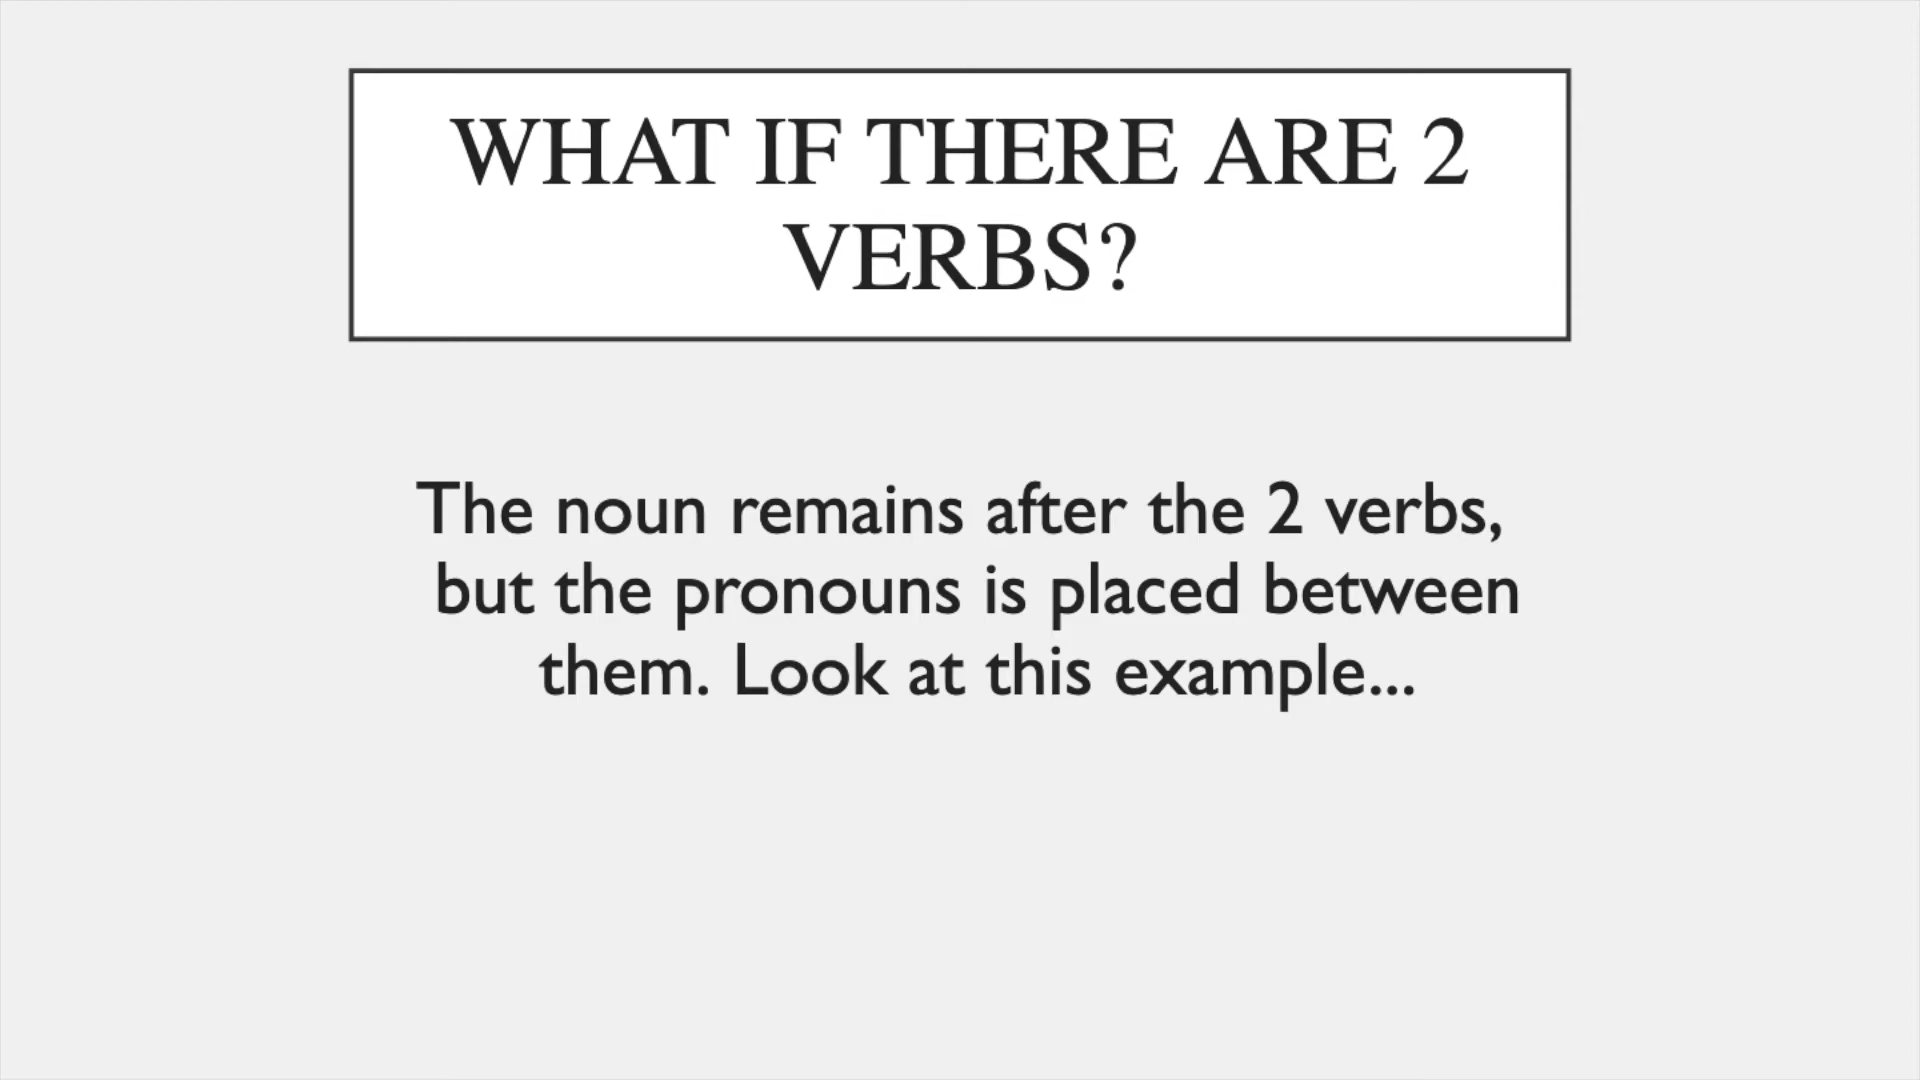 WHAT IF THERE ARE 2
VERBS?
The noun remains after the 2 verbs,
but the pronouns is placed between
them. Look at this example...